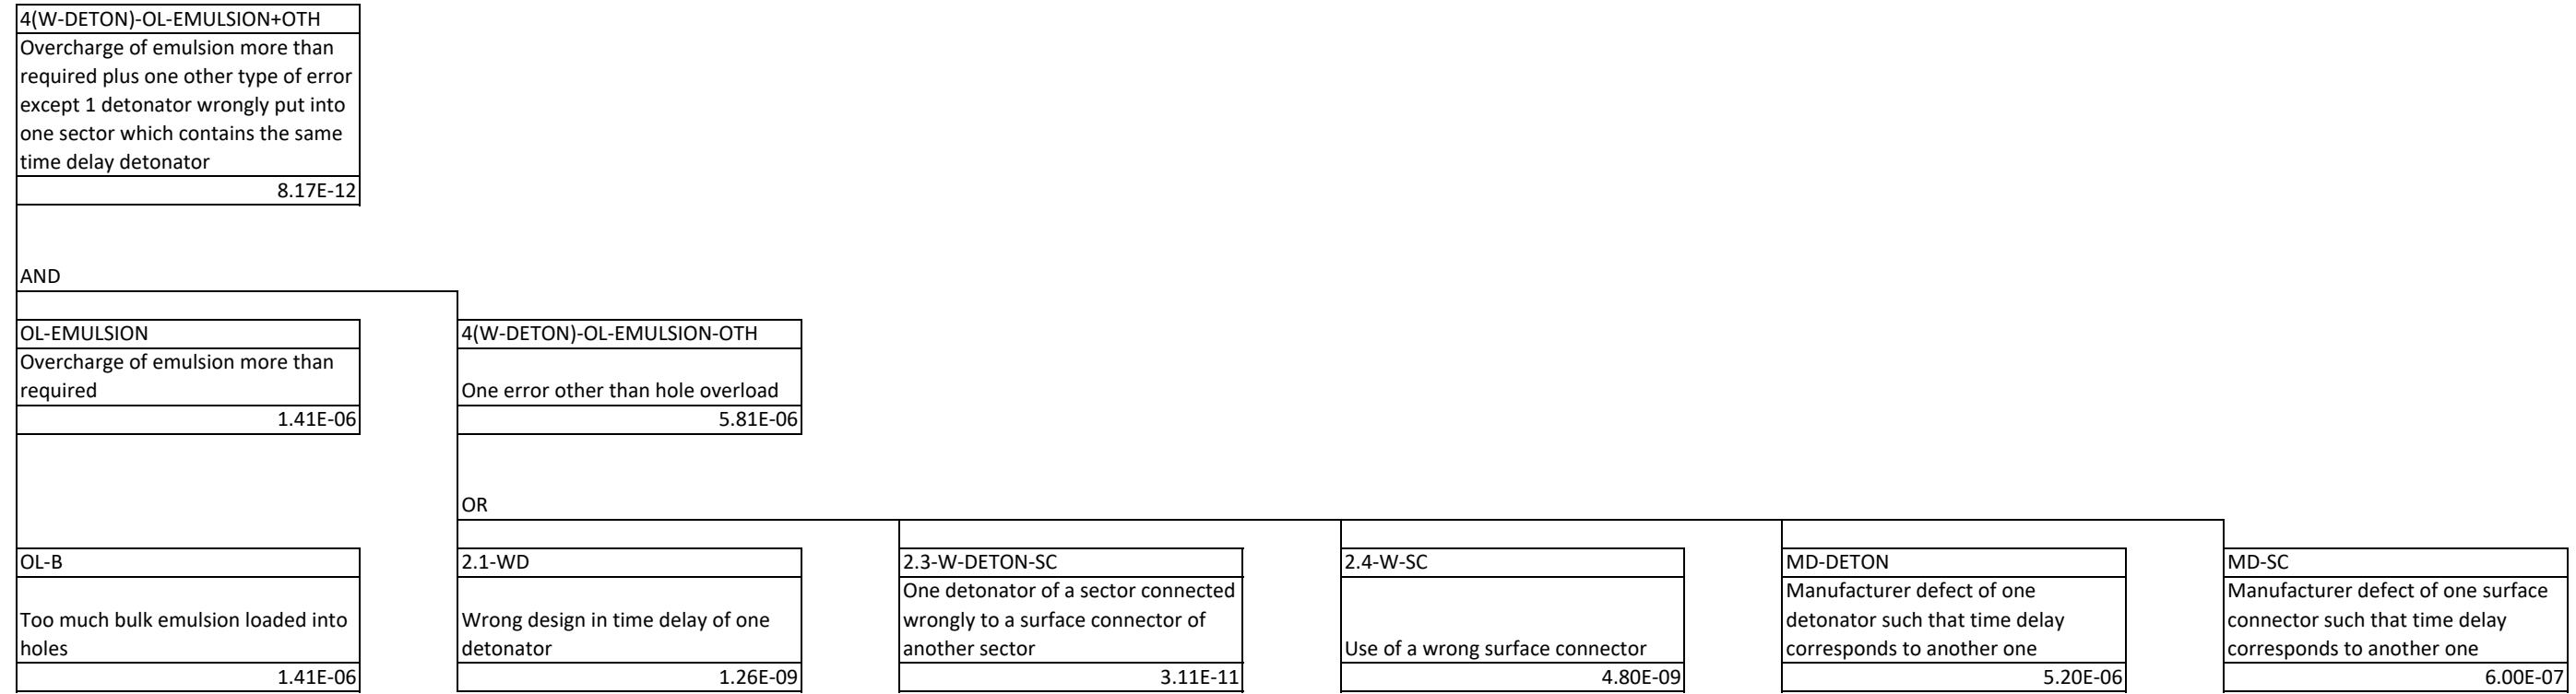 4(W-DETON)-OL-EMULSION+OTH
Overcharge of emulsion more than
required plus one other type of error
except 1 detonator wrongly put into
one sector which contains the same
time delay detonator
8.17E-12
AND
OL-EMULSION
Overcharge of emulsion more than
required
1.41E-06
4(W-DETON)-OL-EMULSION-OTH
One error other than hole overload
5.81E-06
OR
OL-B
Too much bulk emulsion loaded into
holes
1.41E-06
2.1-WD
Wrong design in time delay of one
detonator
1.26E-09
2.3-W-DETON-SC
One detonator of a sector connected
wrongly to a surface connector of
another sector
3.11E-11
2.4-W-SC
Use of a wrong surface connector
4.80E-09
MD-DETON
Manufacturer defect of one
detonator such that time delay
corresponds to another one
5.20E-06
MD-SC
Manufacturer defect of one surface
connector such that time delay
corresponds to another one
6.00E-07